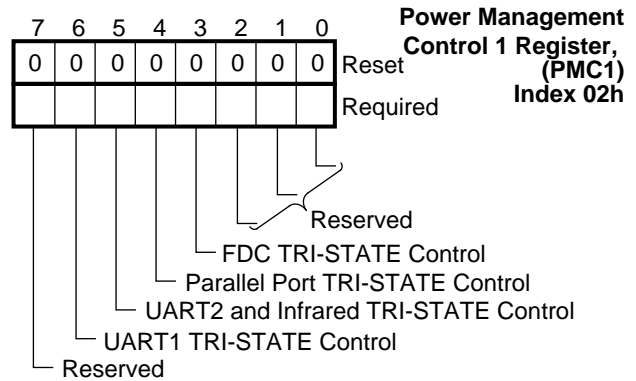 Power Management
Control 1 Register,
(PMC1)
Index 02h
7 6 5 4 3 2 1 0
0 0 0 0 0 0 0 0 Reset
Required
Reserved
FDC TRI-STATE Control
Parallel Port TRI-STATE Control
UART2 and Infrared TRI-STATE Control
UART1 TRI-STATE Control
Reserved